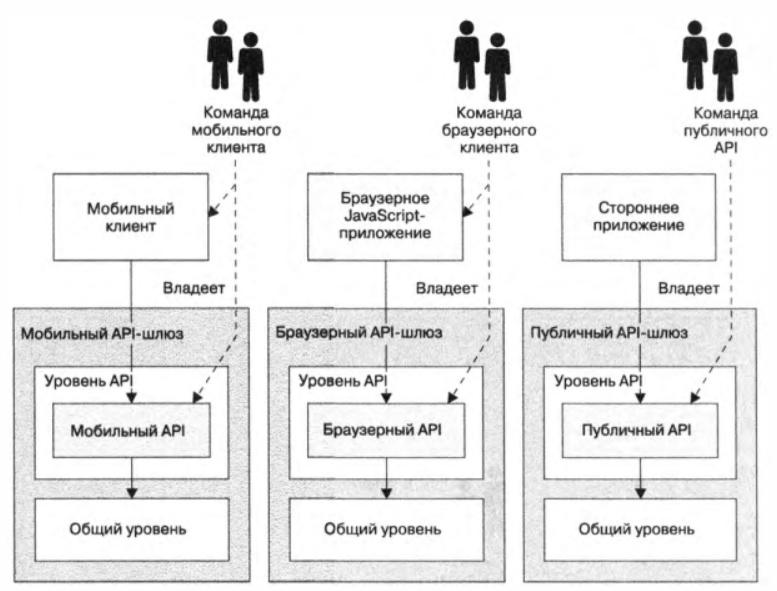 Команда
мобильного
клиента
Команда
браузерного
клиента
Команда
публичного
API
Мобильный
клиент
Браузерное
JavaScript-
приложение
Стороннее
приложение
Владеет
Владеет
Владеет
Мобильный API-шлюз
Браузерный API-шлюз
Публичный API-шлюз
Уровень API
Уровень API
Уровень API
Мобильный API
Браузерный API
Публичный API
Общий уровень
Общий уровень
Общий уровень